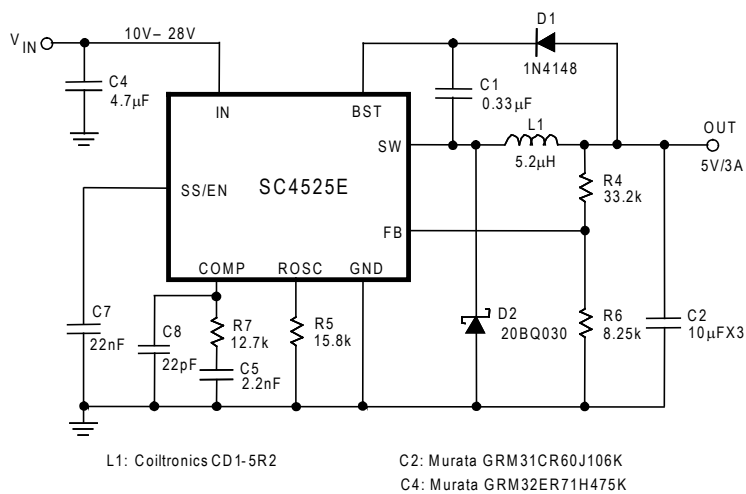 D1
V IN
10V– 28V
1N4148
C4
4.7µF
C1
0.33µF
IN
BST
L1
OUT
SW
5.2µH
5V/3A
SS/EN
SC4525E
R4
33.2k
FB
COMP
ROSC
GND
C7
22nF
C8
22pF
R7
12.7k
R5
15.8k
C5
2.2nF
D2
20BQ030
R6
8.25k
C2
10µFX3
L1: Coiltronics CD1-5R2
C2: Murata GRM31CR60J106K
C4: Murata GRM32ER71H475K